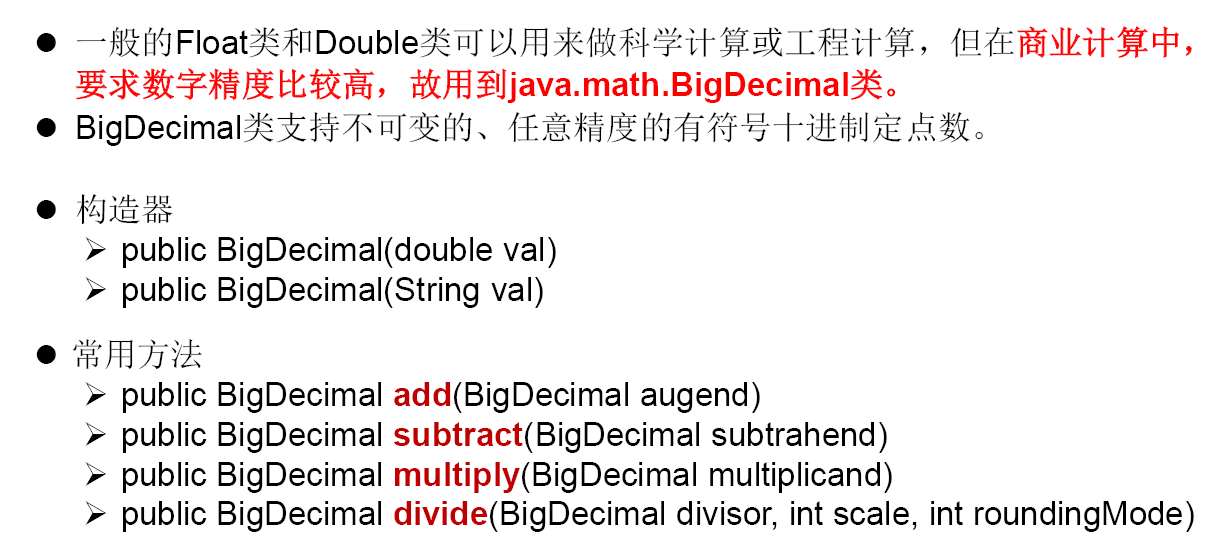 ● 一般的Float类和Double类可以用来做科学计算或工程计算，但在商业计算中，
要求数字精度比较高，故用到java.math.BigDecimal类。
● BigDecimal类支持不可变的、任意精度的有符号十进制定点数。
● 构造器
➢ public BigDecimal(double val)
➢ public BigDecimal(String val)
● 常用方法
➢ public BigDecimal add(BigDecimal augend)
➢ public BigDecimal subtract(BigDecimal subtrahend)
➢ public BigDecimal multiply(BigDecimal multiplicand)
➢ public BigDecimal divide(BigDecimal divisor, int scale, int roundingMode)